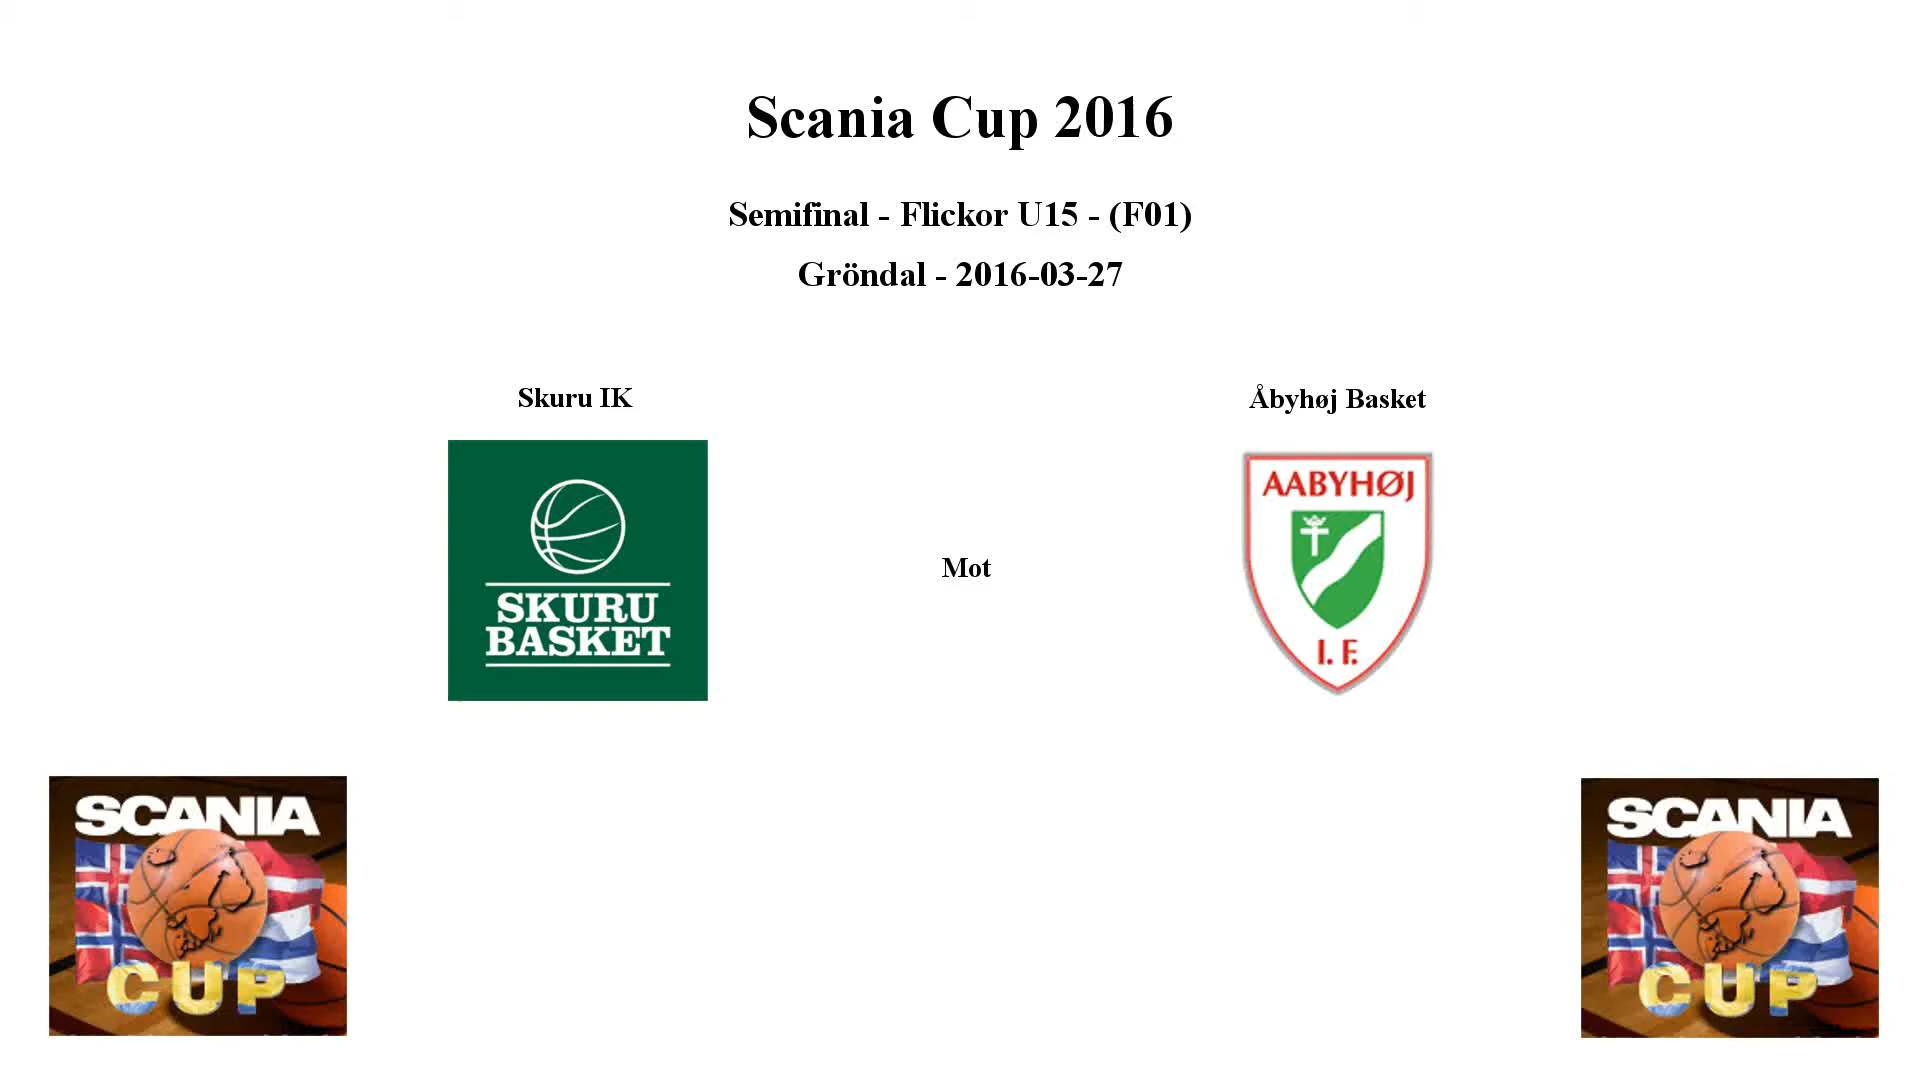 Scania Cup 2016
Semifinal - Flickor U15 - (F01)
Gröndal - 2016-03-27
Skuru IK
Åbyhøj Basket
SKURU
BASKET
Mot
AABYHØJ
I. F.
SCANIA
CUP
SCANIA
CUP